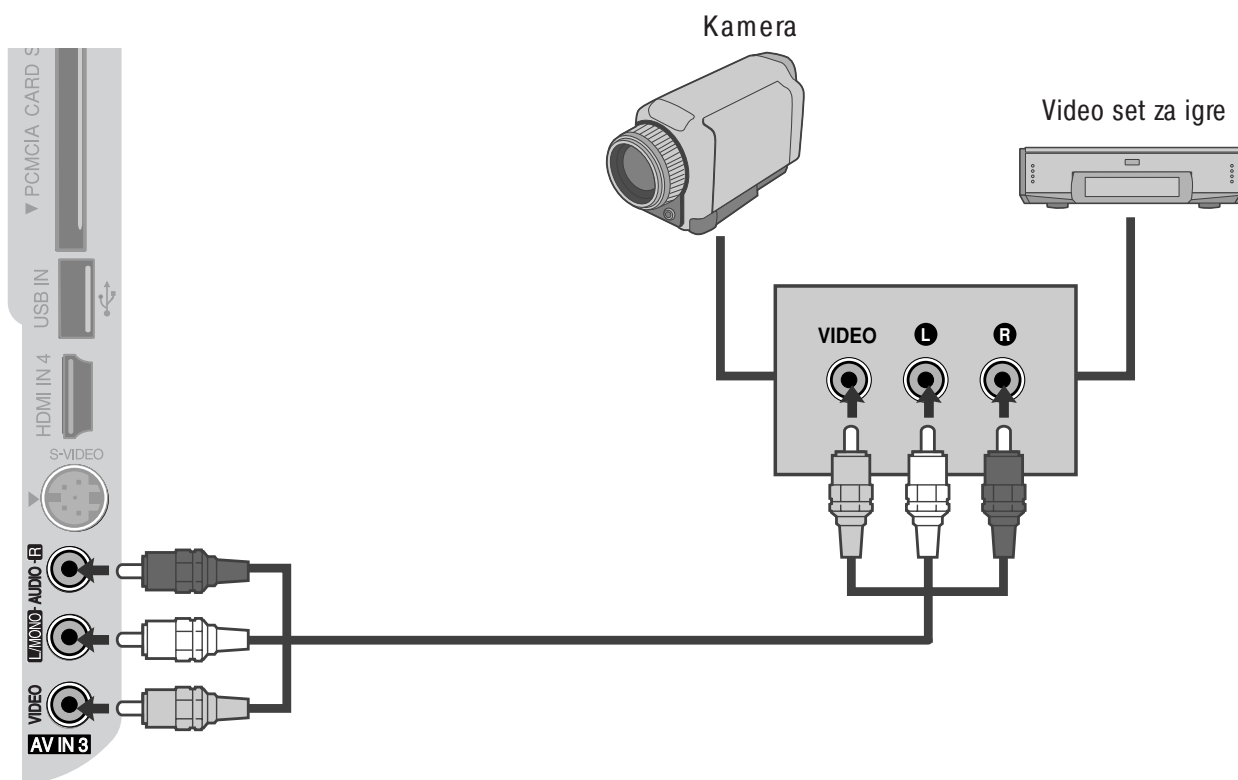 Kamera
Video set za igre
▼ PCMCIA CARD S
USB IN
HDMI IN 4
S-VIDEO
L/MONO - AUDIO - R
VIDEO
AV IN 3
VIDEO L R